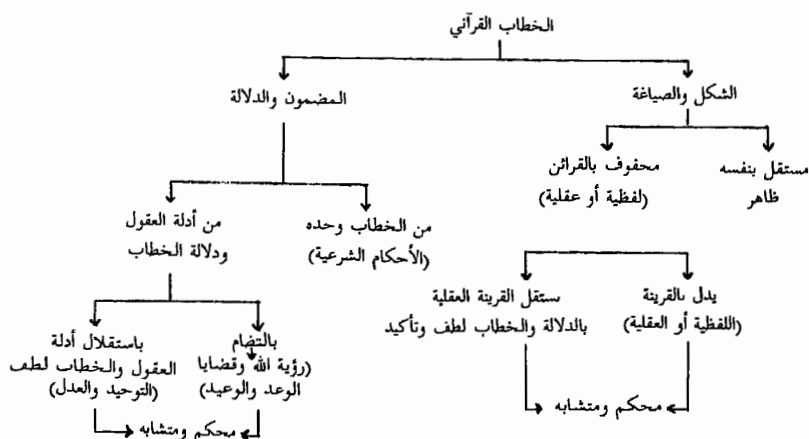 الخطاب القرآني
الشكل والصياغة
المضمون والدلالة
مستقل بنفسه
ظاهر
محفوف بالقرائن
(لفظية أو عقلية)
من الخطاب وحده
(الأحكام الشرعية)
من أدلة العقول
ودلالة الخطاب
يدل بالقرينة
(اللفظية أو العقلية)
ستقل القرينة العقلية
بالدلالة والخطاب لطف وتأكيد
بالتضام
(رؤية الله وقضايا
الوعد والوعيد)
باستقلال أدلة
العقول والخطاب لطف
(التوحيد والعدل)
محكم ومتشابه
محكم ومتشابه